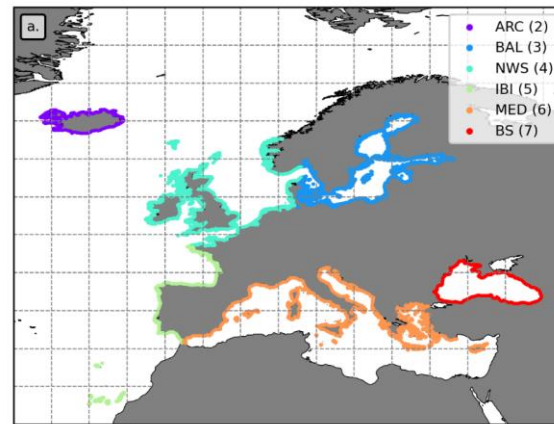 a.
ARC (2)
BAL (3)
NWS (4)
IBI (5)
MED (6)
BS (7)